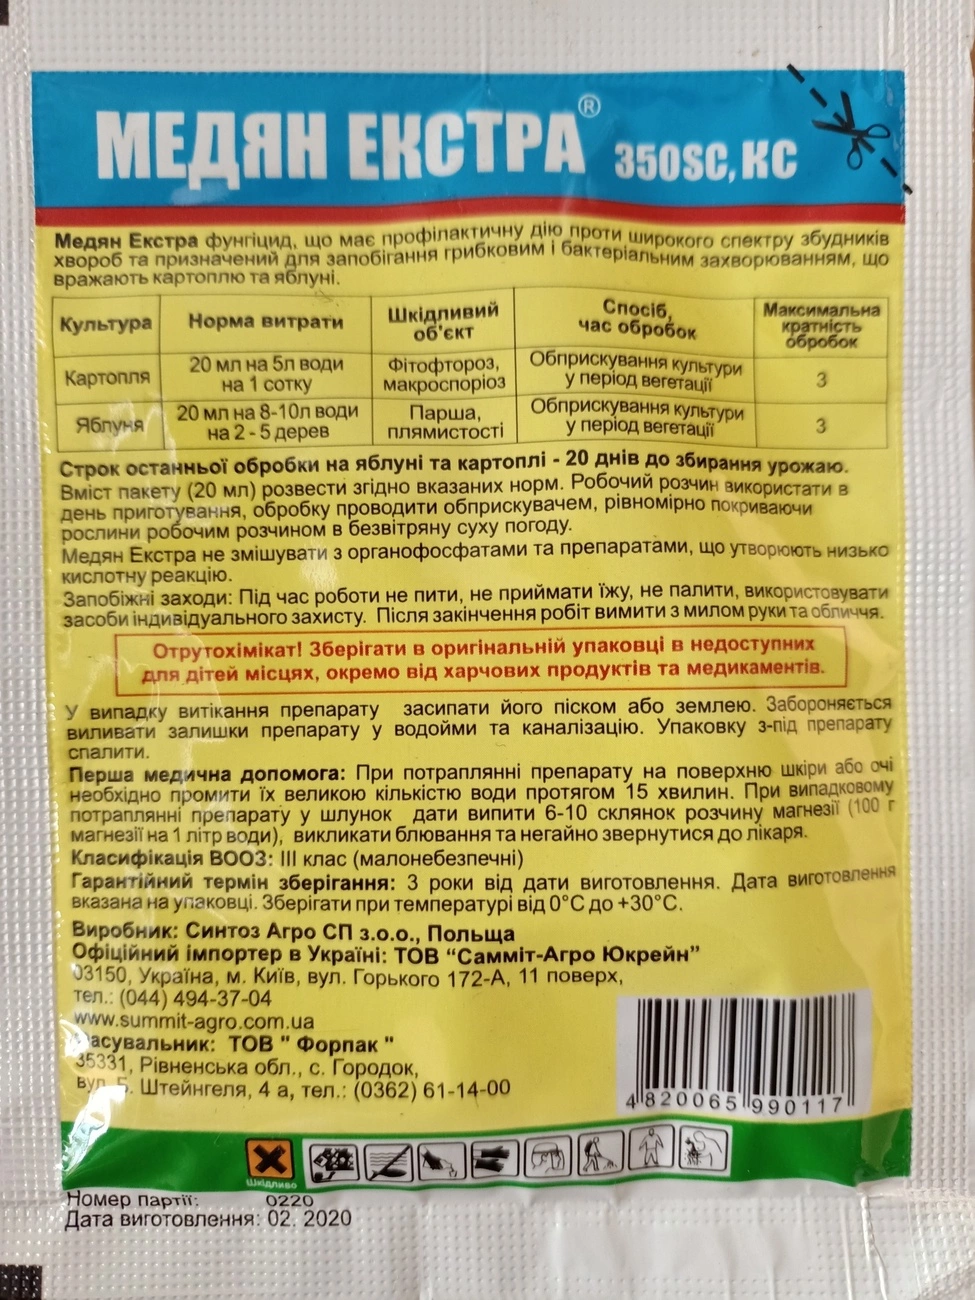 МЕДЯН ЕКСТРА® 350SC, КС
Медян Екстра фунгіцид, що має профілактичну дію проти широкого спектру збудників
хвороб та призначений для запобігання грибковим і бактеріальним захворюванням, що
вражають картоплю та яблуні.
Культура Норма витрати Шкідливий об'єкт Спосіб, час обробок Максимальна кратність обробок
Картопля 20 мл на 5л води на 1 сотку Фітофтороз, макроспоріоз Обприскування культури у період вегетації 3
Яблуня 20 мл на 8-10л води на 2 - 5 дерев Парша, плямистості Обприскування культури у період вегетації 3
Строк останньої обробки на яблуні та картоплі - 20 днів до збирання урожаю.
Вміст пакету (20 мл) розвести згідно вказаних норм. Робочий розчин використати в
день приготування, обробку проводити обприскувачем, рівномірно покриваючи
рослини робочим розчином в безвітряну суху погоду.
Медян Екстра не змішувати з органофосфатами та препаратами, що утворюють низько
кислотну реакцію.
Запобіжні заходи: Під час роботи не пити, не приймати їжу, не палити, використовувати
засоби індивідуального захисту. Після закінчення робіт вимити з милом руки та обличчя.
Отрутохімікат! Зберігати в оригінальній упаковці в недоступних
для дітей місцях, окремо від харчових продуктів та медикаментів.
У випадку витікання препарату засипати його піском або землею. Забороняється
виливати залишки препарату у водойми та каналізацію. Упаковку з-під препарату
спалити.
Перша медична допомога: При потраплянні препарату на поверхню шкіри або очі
необхідно промити їх великою кількістю води протягом 15 хвилин. При випадковому
потраплянні препарату у шлунок дати випити 6-10 склянок розчину магнезії (100 г
магнезії на 1 літр води), викликати блювання та негайно звернутися до лікаря.
Класифікація ВООЗ: III клас (малонебезпечні)
Гарантійний термін зберігання: 3 роки від дати виготовлення. Дата виготовлення
вказана на упаковці. Зберігати при температурі від 0°С до +30°С.
Виробник: Синтоз Агро СП з.о.о., Польща
Офіційний імпортер в Україні: ТОВ “Самміт-Агро Юкрейн”
03150, Україна, м. Київ, вул. Горького 172-А, 11 поверх,
тел.: (044) 494-37-04
www.summit-agro.com.ua
Фасувальник: ТОВ " Форпак "
35331, Рівненська обл., с. Городок,
вул. Б. Штейнгеля, 4 а, тел.: (0362) 61-14-00
4 820065 990117
Шкідливо
Номер партії: 0220
Дата виготовлення: 02. 2020